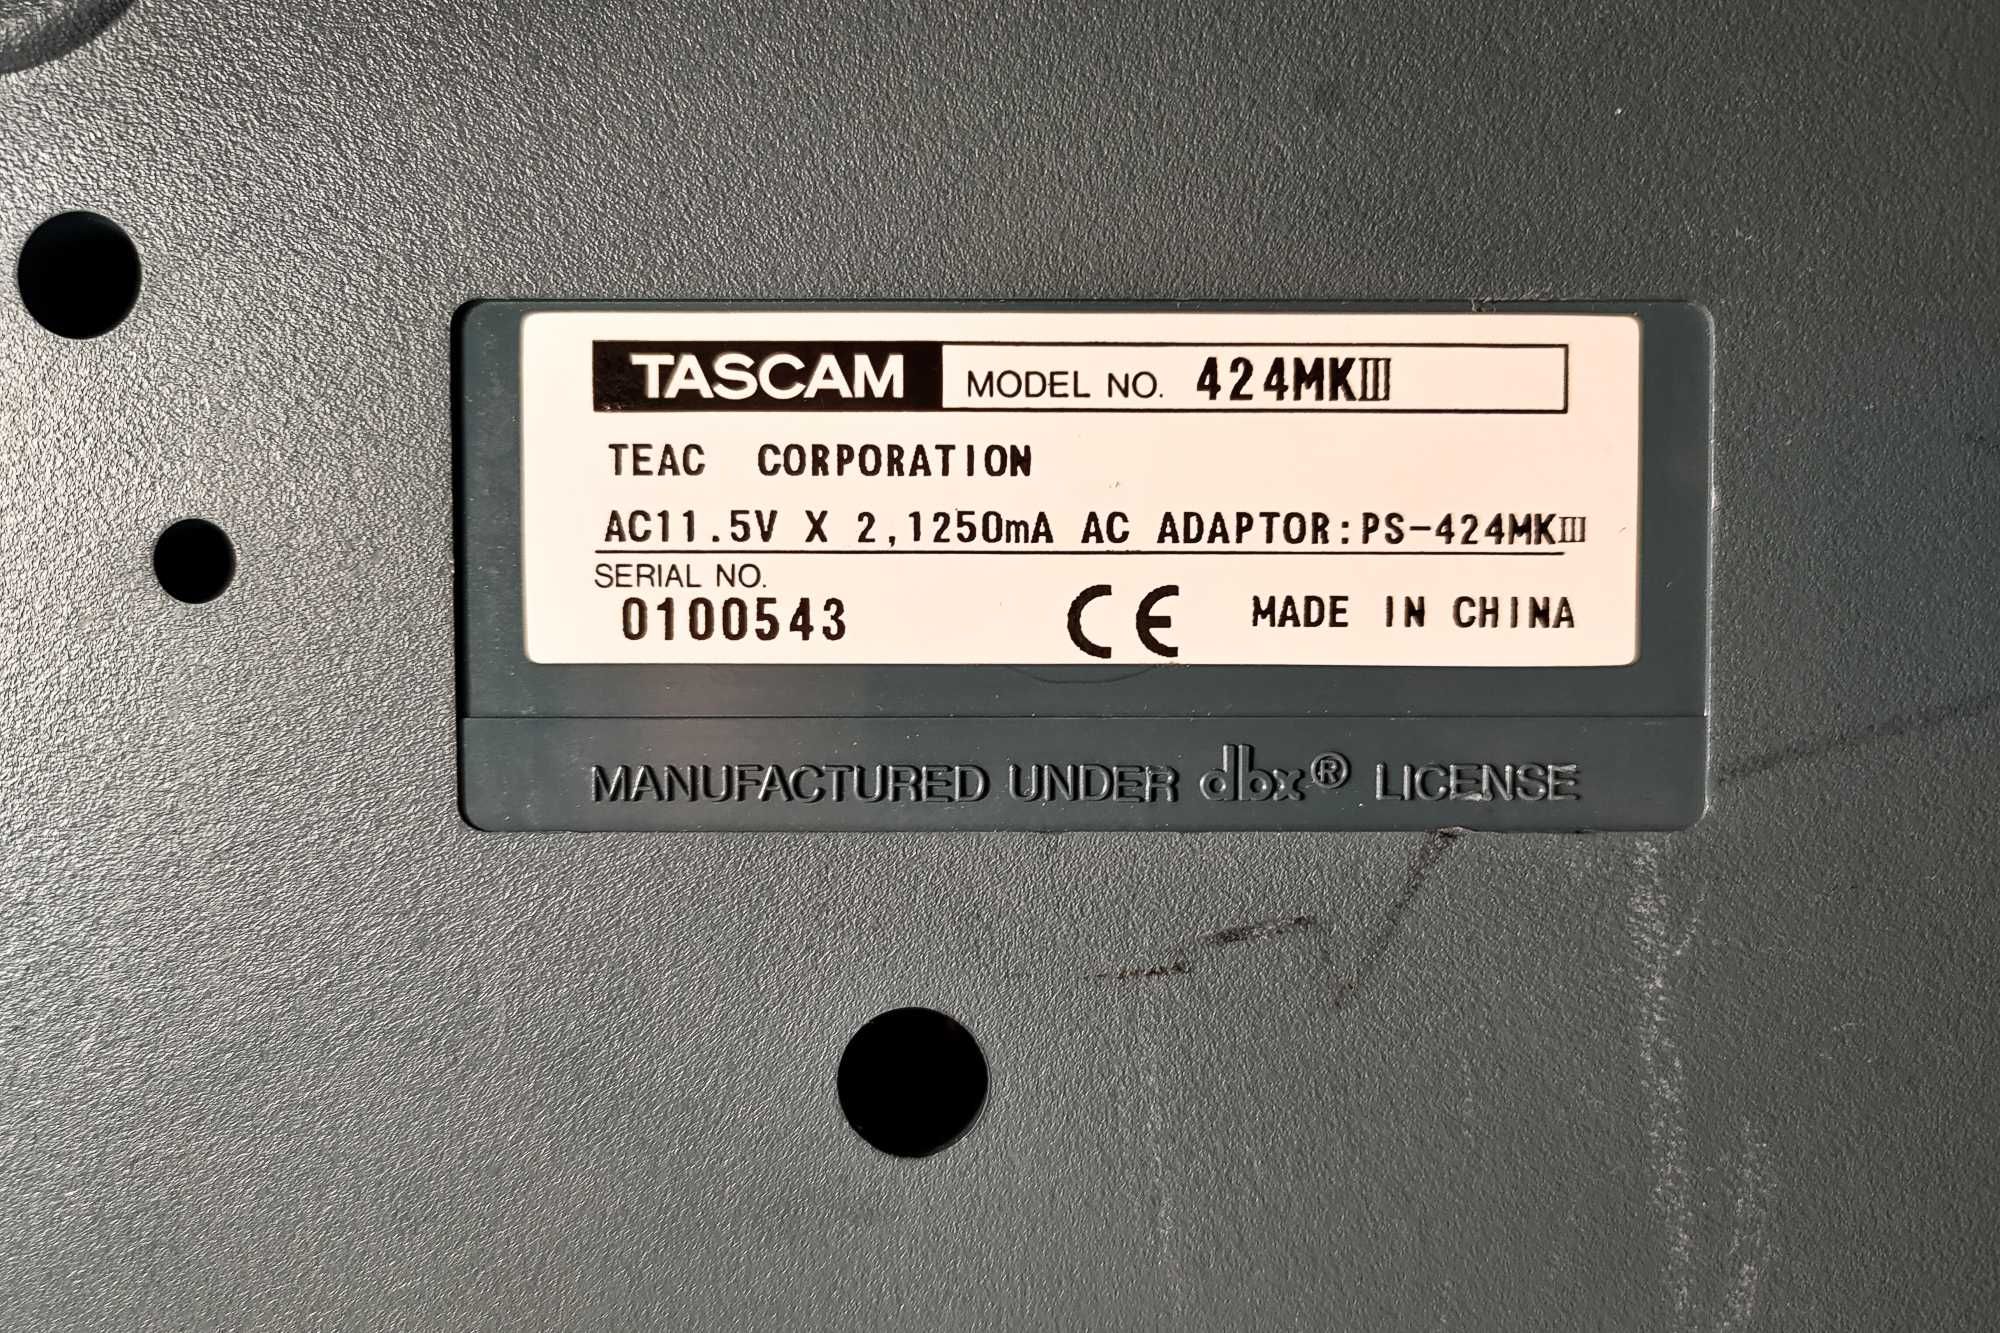 TASCAM MODEL NO. 424MKⅢ
TEAC CORPORATION
AC11.5V X 2,1250mA AC ADAPTOR:PS-424MKⅢ
SERIAL NO.
0100543 CE MADE IN CHINA
MANUFACTURED UNDER dbx® LICENSE